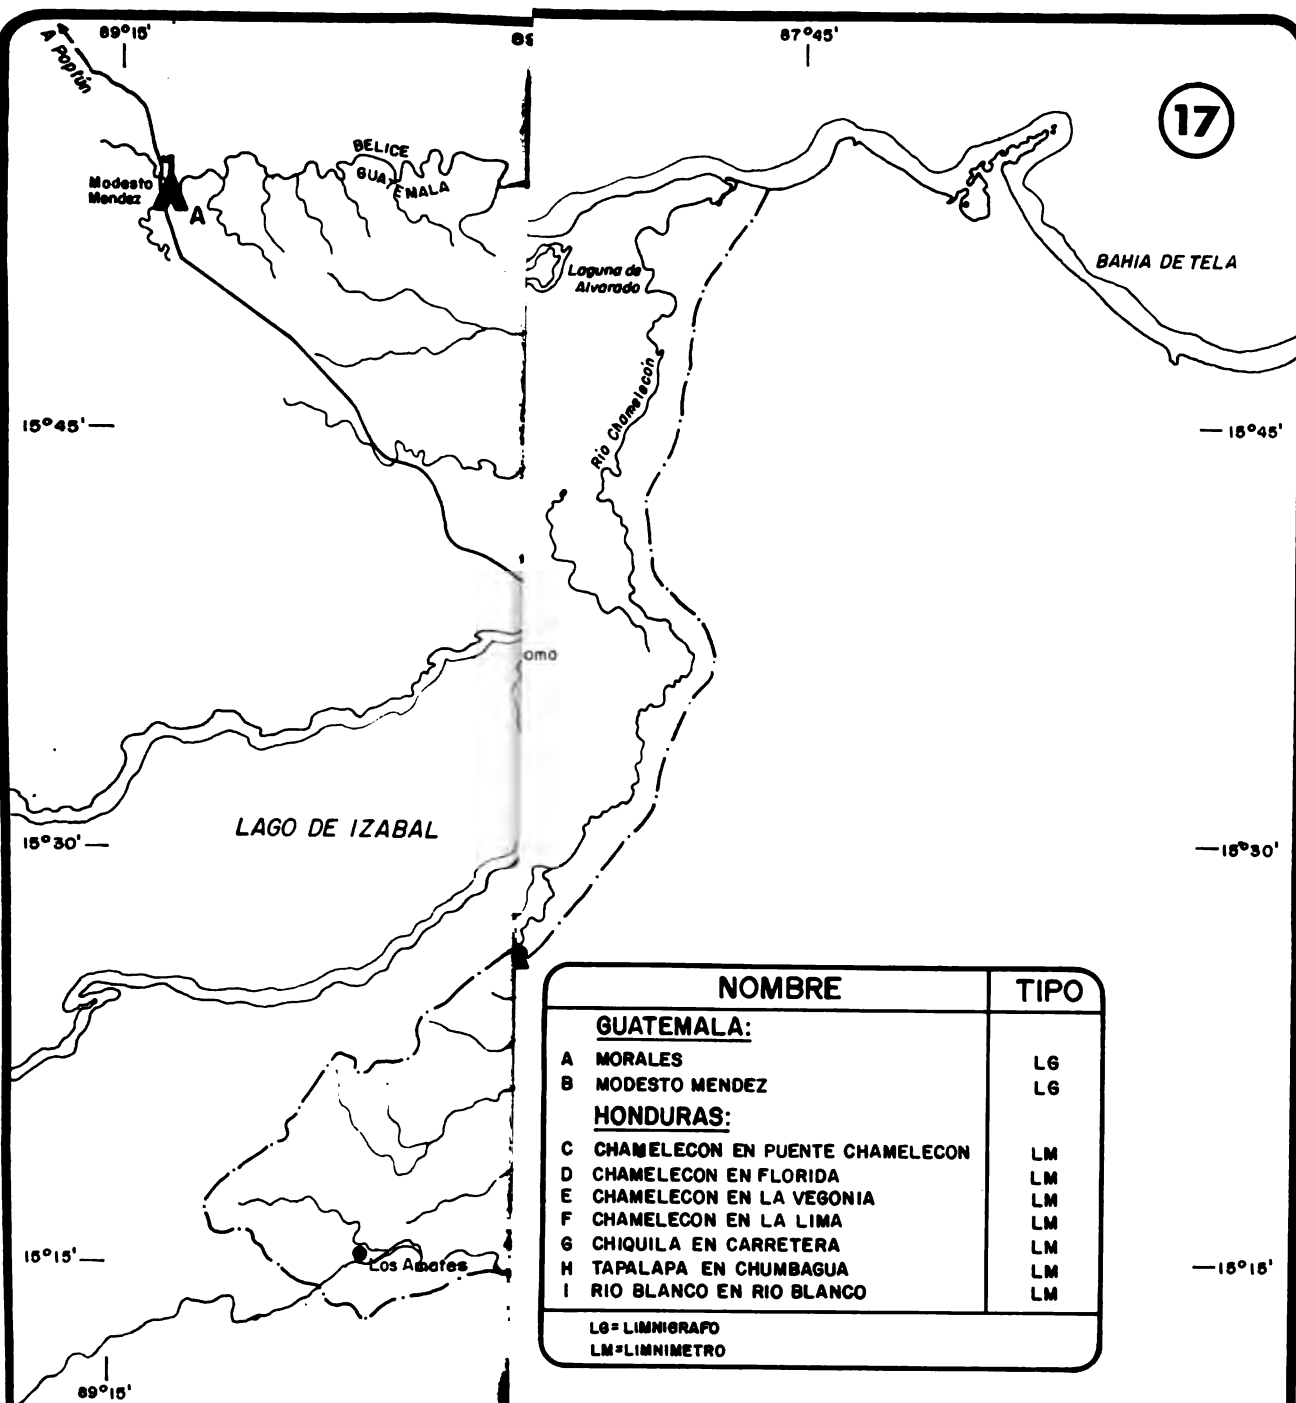 89°15'
87°45'
A Poptún
17
BELICE
GUATEMALA
Modesto
Mendez
A
BAHIA DE TELA
Laguna de
Alvarado
Río Chamelecón
15°45'
15°45'
oma
LAGO DE IZABAL
15°30'
15°30'
NOMBRE TIPO
GUATEMALA:
A MORALES LG
B MODESTO MENDEZ LG
HONDURAS:
C CHAMELECON EN PUENTE CHAMELECON LM
D CHAMELECON EN FLORIDA LM
E CHAMELECON EN LA VEGONIA LM
F CHAMELECON EN LA LIMA LM
G CHIQUILA EN CARRETERA LM
H TAPALAPA EN CHUMBAGUA LM
I RIO BLANCO EN RIO BLANCO LM
LG=LIMNIGRAFO
LM=LIMNIMETRO
15°15'
15°15'
Los Amates
89°15'